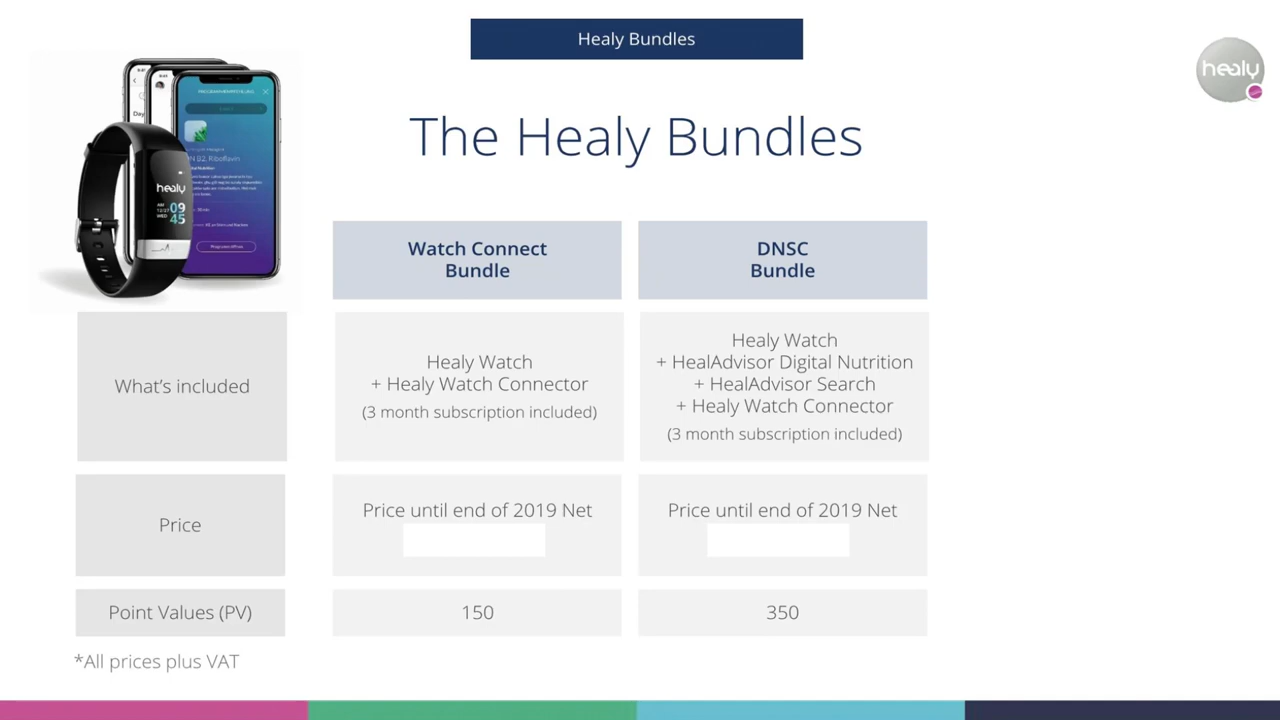 Healy Bundles
healy
The Healy Bundles
healy
09
45
Watch Connect
Bundle
DNSC
Bundle
What's included
Healy Watch
+ Healy Watch Connector
(3 month subscription included)
Healy Watch
+ HealAdvisor Digital Nutrition
+ HealAdvisor Search
+ Healy Watch Connector
(3 month subscription included)
Price
Price until end of 2019 Net
Price until end of 2019 Net
Point Values (PV)
150
350
*All prices plus VAT